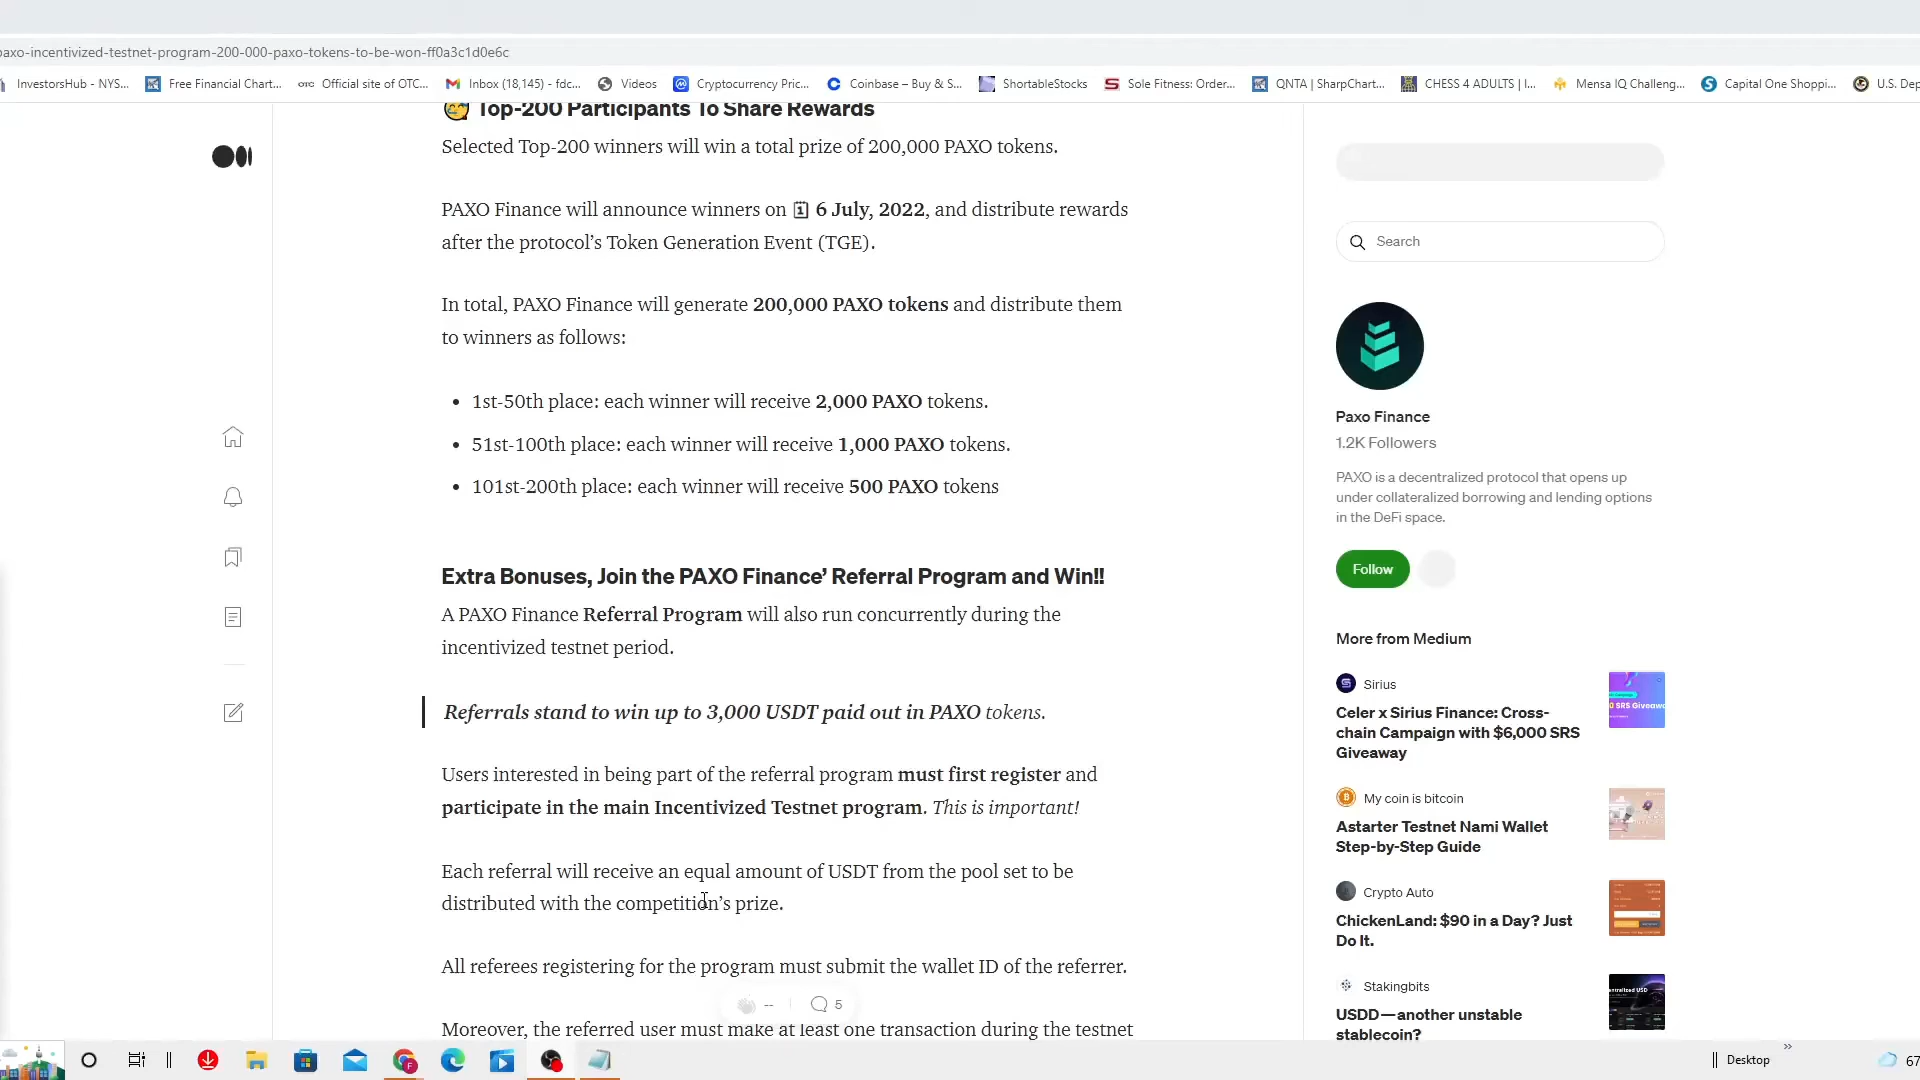 paxo-incentivized-testnet-program-200-000-paxo-tokens-to-be-won-ff0a3c1d0e6c
InvestorsHub - NYS... Free Financial Chart... OTC Official site of OTC... Inbox (18,145) - fdc... Videos Cryptocurrency Pric... Coinbase – Buy & S... ShortableStocks Sole Fitness: Order... QNTA | SharpChart... CHESS 4 ADULTS | I... Mensa IQ Challeng... Capital One Shoppi... U.S. Dep
Top-200 Participants To Share Rewards
Selected Top-200 winners will win a total prize of 200,000 PAXO tokens.
PAXO Finance will announce winners on 🗓 6 July, 2022, and distribute rewards
after the protocol’s Token Generation Event (TGE).
In total, PAXO Finance will generate 200,000 PAXO tokens and distribute them
to winners as follows:
• 1st-50th place: each winner will receive 2,000 PAXO tokens.
• 51st-100th place: each winner will receive 1,000 PAXO tokens.
• 101st-200th place: each winner will receive 500 PAXO tokens
Extra Bonuses, Join the PAXO Finance’ Referral Program and Win!!
A PAXO Finance Referral Program will also run concurrently during the
incentivized testnet period.
Referrals stand to win up to 3,000 USDT paid out in PAXO tokens.
Users interested in being part of the referral program must first register and
participate in the main Incentivized Testnet program. This is important!
Each referral will receive an equal amount of USDT from the pool set to be
distributed with the competition’s prize.
All referees registering for the program must submit the wallet ID of the referrer.
-- 5
Moreover, the referred user must make at least one transaction during the testnet
Search
Paxo Finance
1.2K Followers
PAXO is a decentralized protocol that opens up
under collateralized borrowing and lending options
in the DeFi space.
Follow
More from Medium
Sirius
Celer x Sirius Finance: Cross-
chain Campaign with $6,000 SRS
Giveaway
My coin is bitcoin
Astarter Testnet Nami Wallet
Step-by-Step Guide
Crypto Auto
ChickenLand: $90 in a Day? Just
Do It.
Stakingbits
USDD—another unstable
stablecoin?
Desktop
67